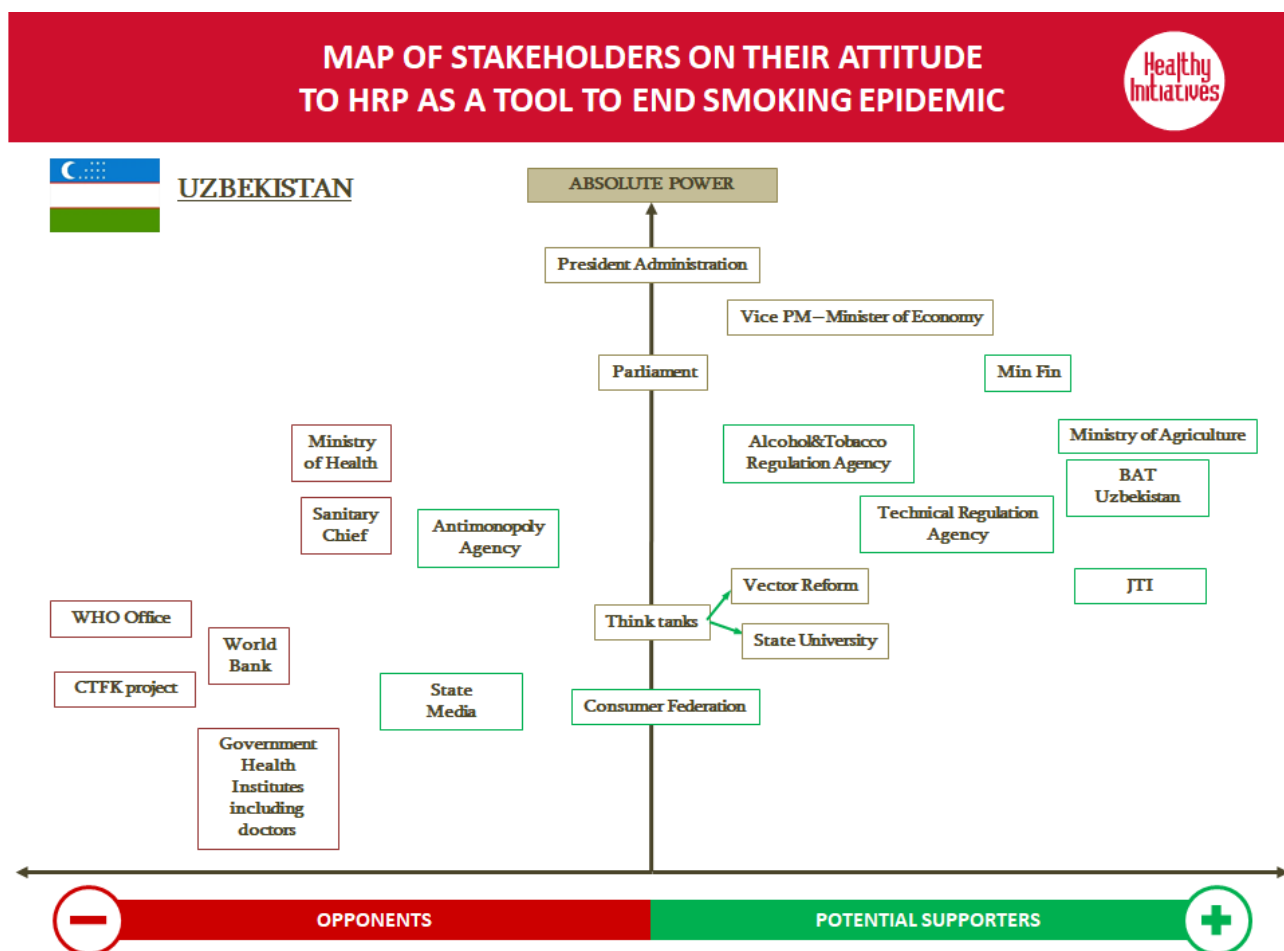 MAP OF STAKEHOLDERS ON THEIR ATTITUDE
TO HRP AS A TOOL TO END SMOKING EPIDEMIC
Healthy
Initiatives
UZBEKISTAN
ABSOLUTE POWER
President Administration
Vice PM–Minister of Economy
Parliament
Min Fin
Ministry
of Health
Alcohol&Tobacco
Regulation Agency
Ministry of Agriculture
BAT
Uzbekistan
Sanitary
Chief
Antimonopoly
Agency
Technical Regulation
Agency
Vector Reform
JTI
WHO Office
Think tanks
State University
World
Bank
CTFK project
State
Media
Consumer Federation
Government
Health
Institutes
including
doctors
OPPONENTS
POTENTIAL SUPPORTERS